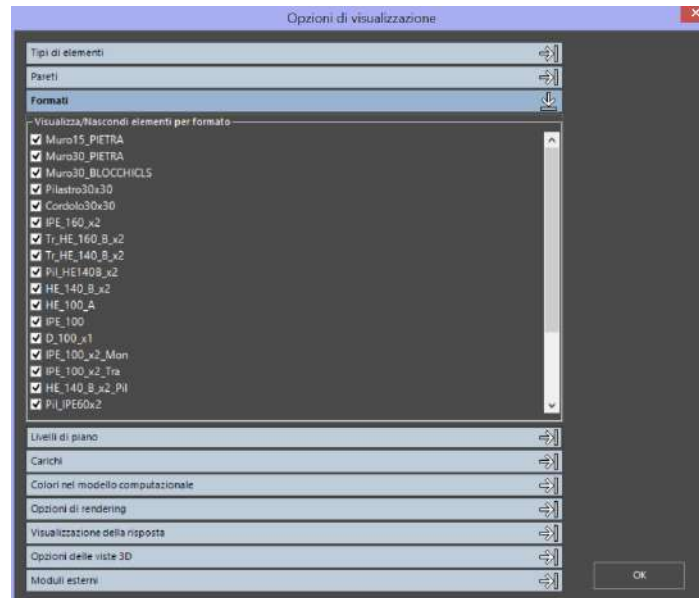 Opzioni di visualizzazione
Tipi di elementi
Pareti
Formati
Visualizza/Nascondi elementi per formato
Muro15_PIETRA
Muro30_PIETRA
Muro30_BLOCCHICLS
Pilastro30x30
Cordolo30x30
IPE_160_x2
Tr_HE_160_B_x2
Tr_HE_140_B_x2
Pil_HE140B_x2
HE_140_B_x2
HE_100_A
IPE_100
D_100_x1
IPE_100_x2_Mon
IPE_100_x2_Tra
HE_140_B_x2_Pil
Pil_IPE60x2
Livelli di piano
Carichi
Colori nel modello computazionale
Opzioni di rendering
Visualizzazione della risposta
Opzioni delle viste 3D
Moduli esterni
OK